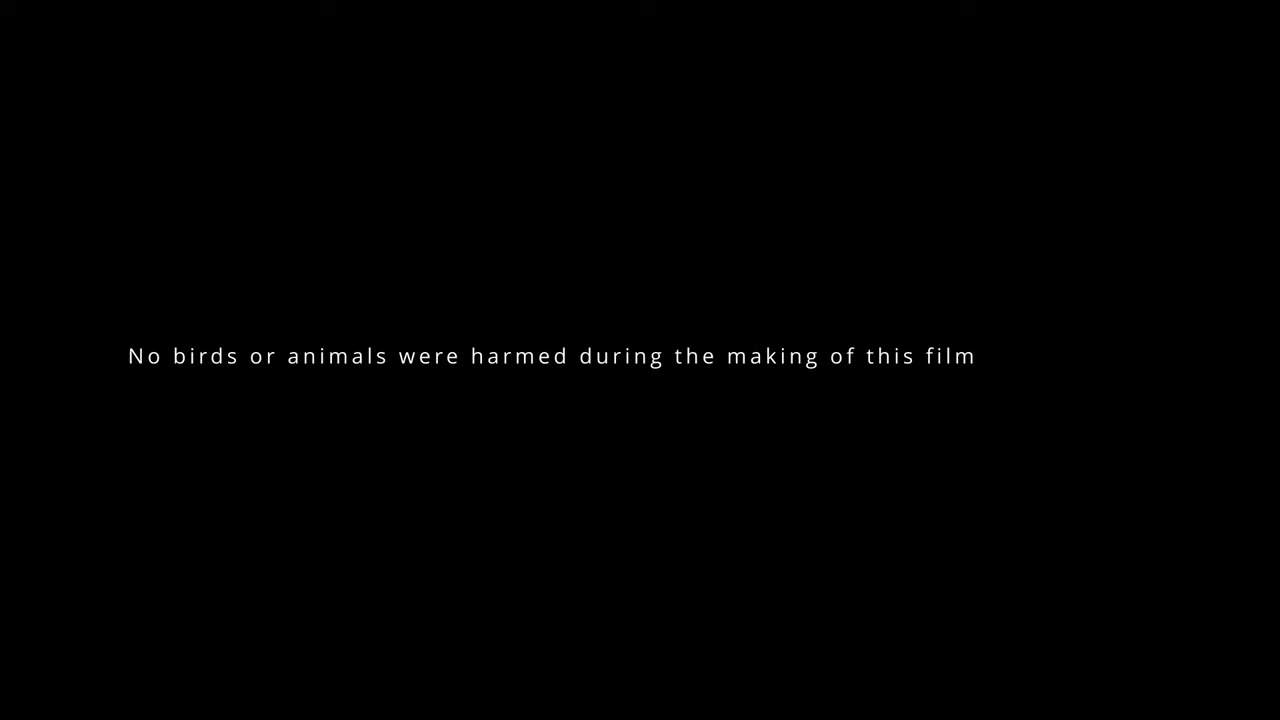 No birds or animals were harmed during the making of this film